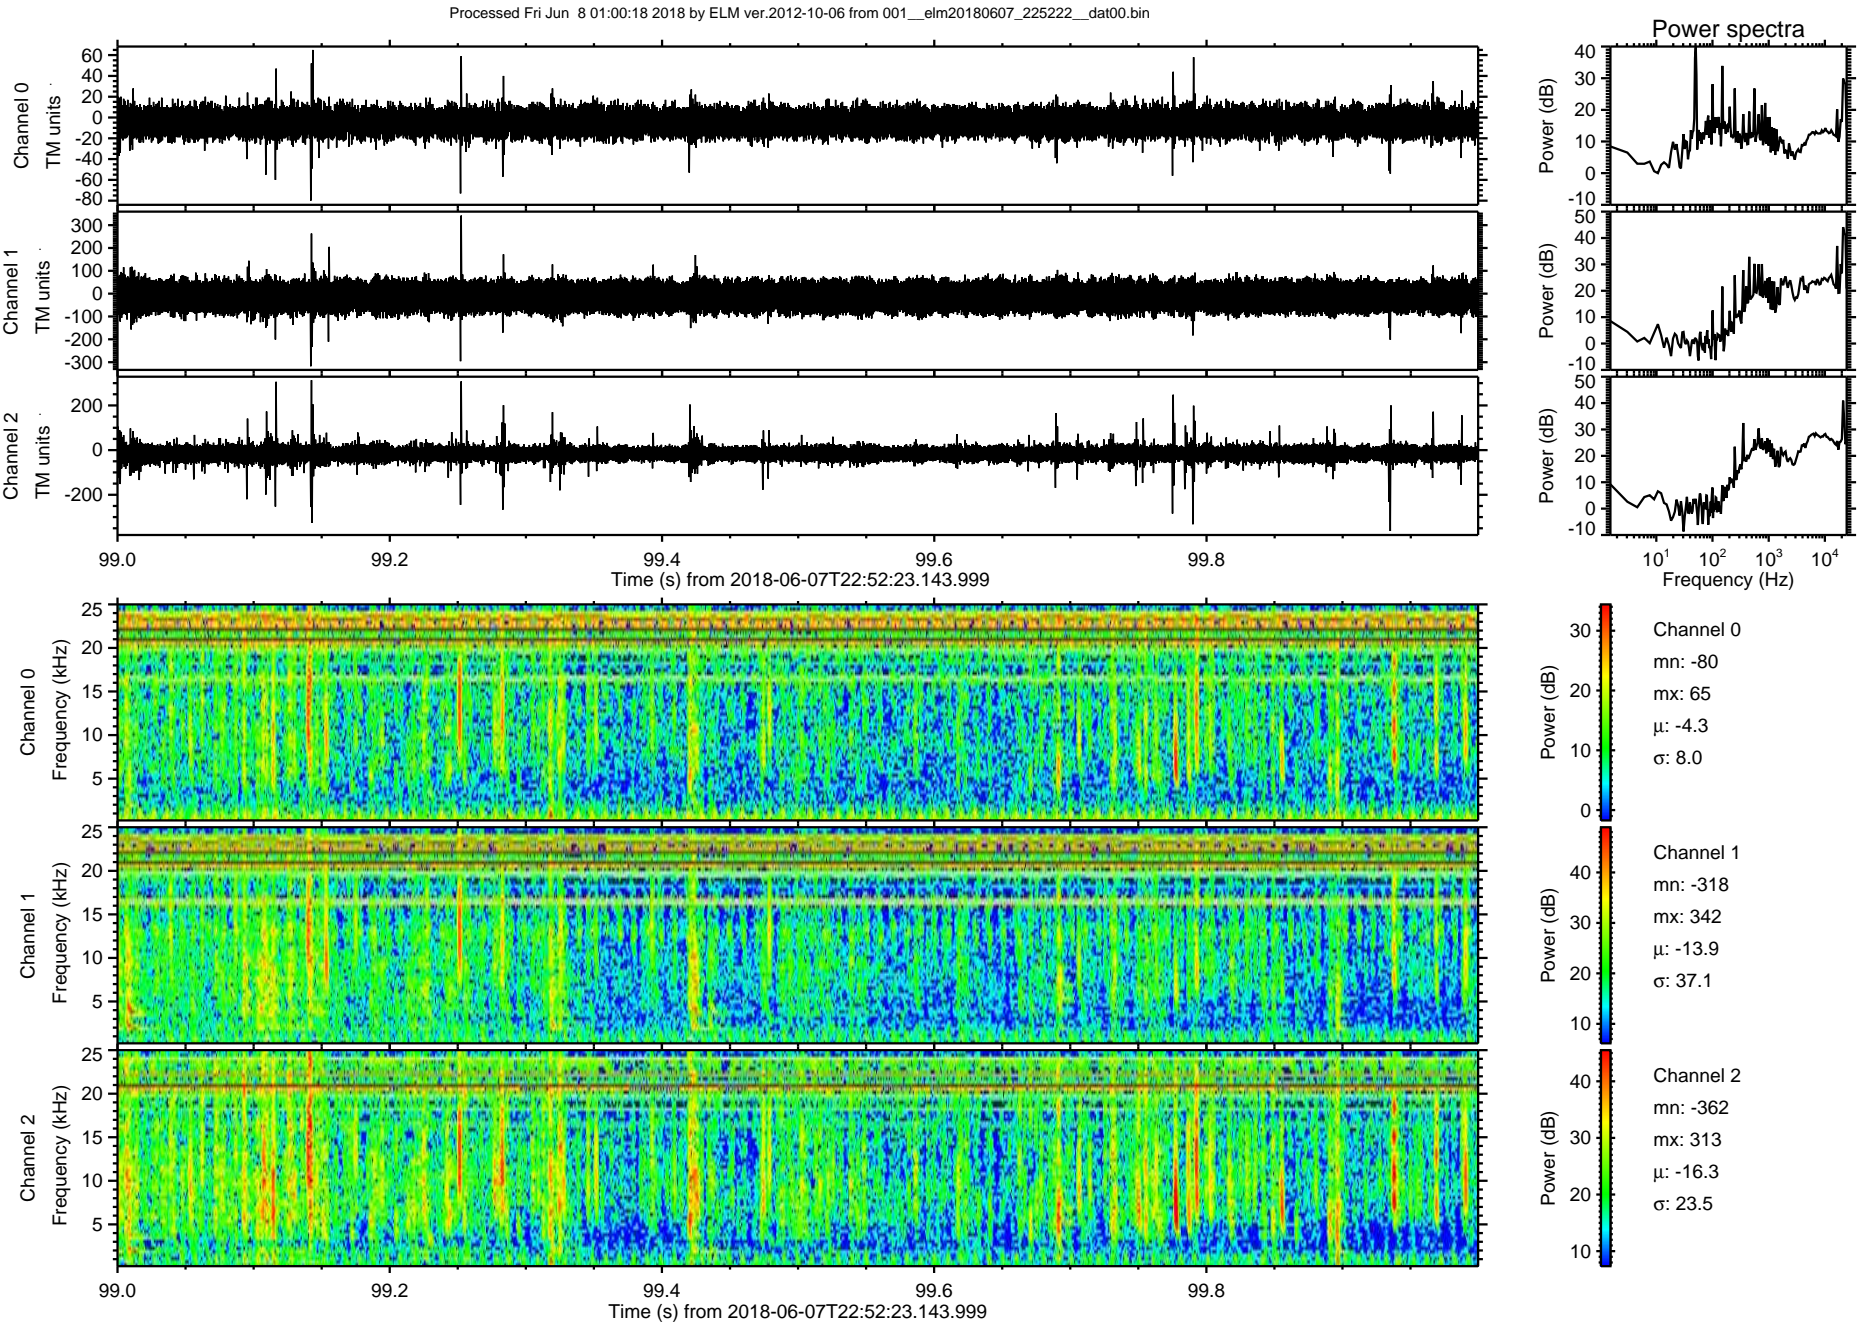 Processed Fri Jun  8 01:00:18 2018 by ELM ver.2012-10-06 from 001__elm20180607_225222__dat00.bin
Power spectra
Channel 0
TM units
60
40
20
0
-20
-40
-60
-80
Power (dB)
40
30
20
10
0
-10
Channel 1
TM units
300
200
100
0
-100
-200
-300
Power (dB)
50
40
30
20
10
0
-10
Channel 2
TM units
200
0
-200
Power (dB)
50
40
30
20
10
0
-10
99.0 99.2 99.4 99.6 99.8
Time (s) from 2018-06-07T22:52:23.143.999
10¹ 10² 10³ 10⁴
Frequency (Hz)
Channel 0
Frequency (kHz)
25
20
15
10
5
Power (dB)
30
20
10
0
Channel 0
mn: -80
mx: 65
μ: -4.3
σ: 8.0
Channel 1
Frequency (kHz)
25
20
15
10
5
Power (dB)
40
30
20
10
Channel 1
mn: -318
mx: 342
μ: -13.9
σ: 37.1
Channel 2
Frequency (kHz)
25
20
15
10
5
Power (dB)
40
30
20
10
Channel 2
mn: -362
mx: 313
μ: -16.3
σ: 23.5
99.0 99.2 99.4 99.6 99.8
Time (s) from 2018-06-07T22:52:23.143.999